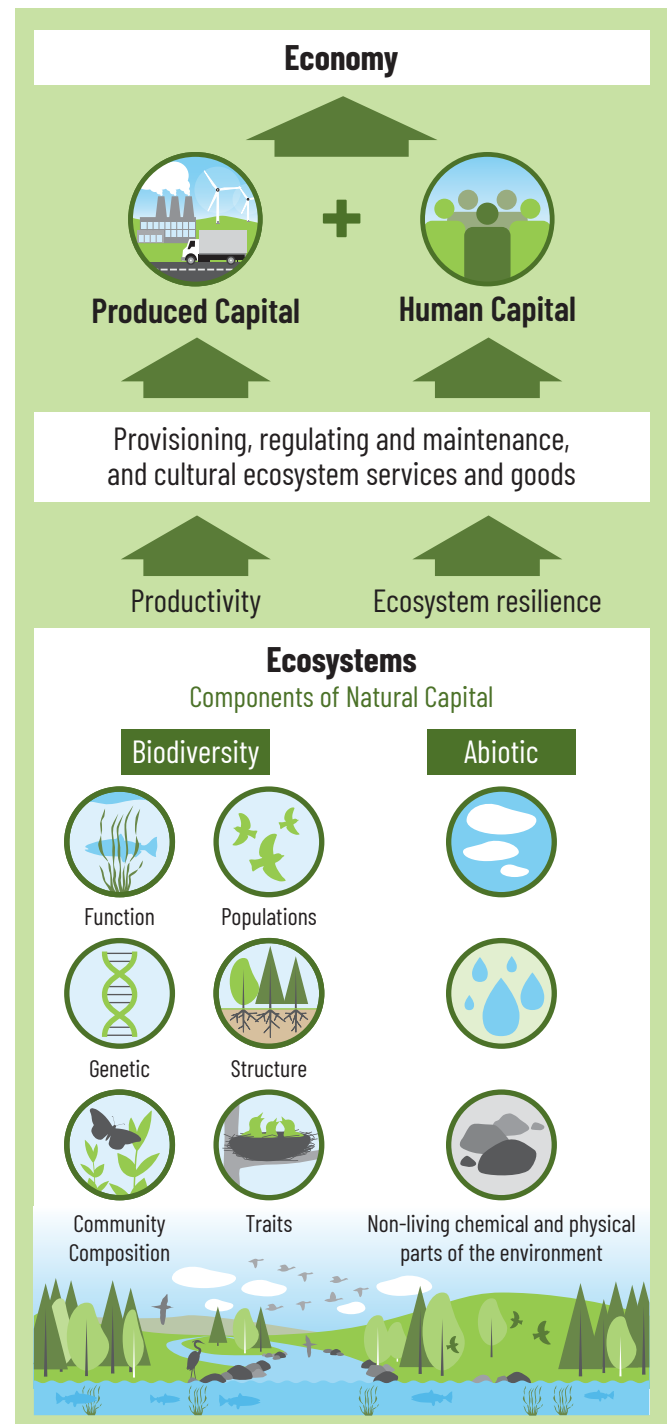 Economy
Produced Capital
Human Capital
Provisioning, regulating and maintenance,
and cultural ecosystem services and goods
Productivity
Ecosystem resilience
Ecosystems
Components of Natural Capital
Biodiversity
Abiotic
Function
Populations
Genetic
Structure
Community
Composition
Traits
Non-living chemical and physical
parts of the environment